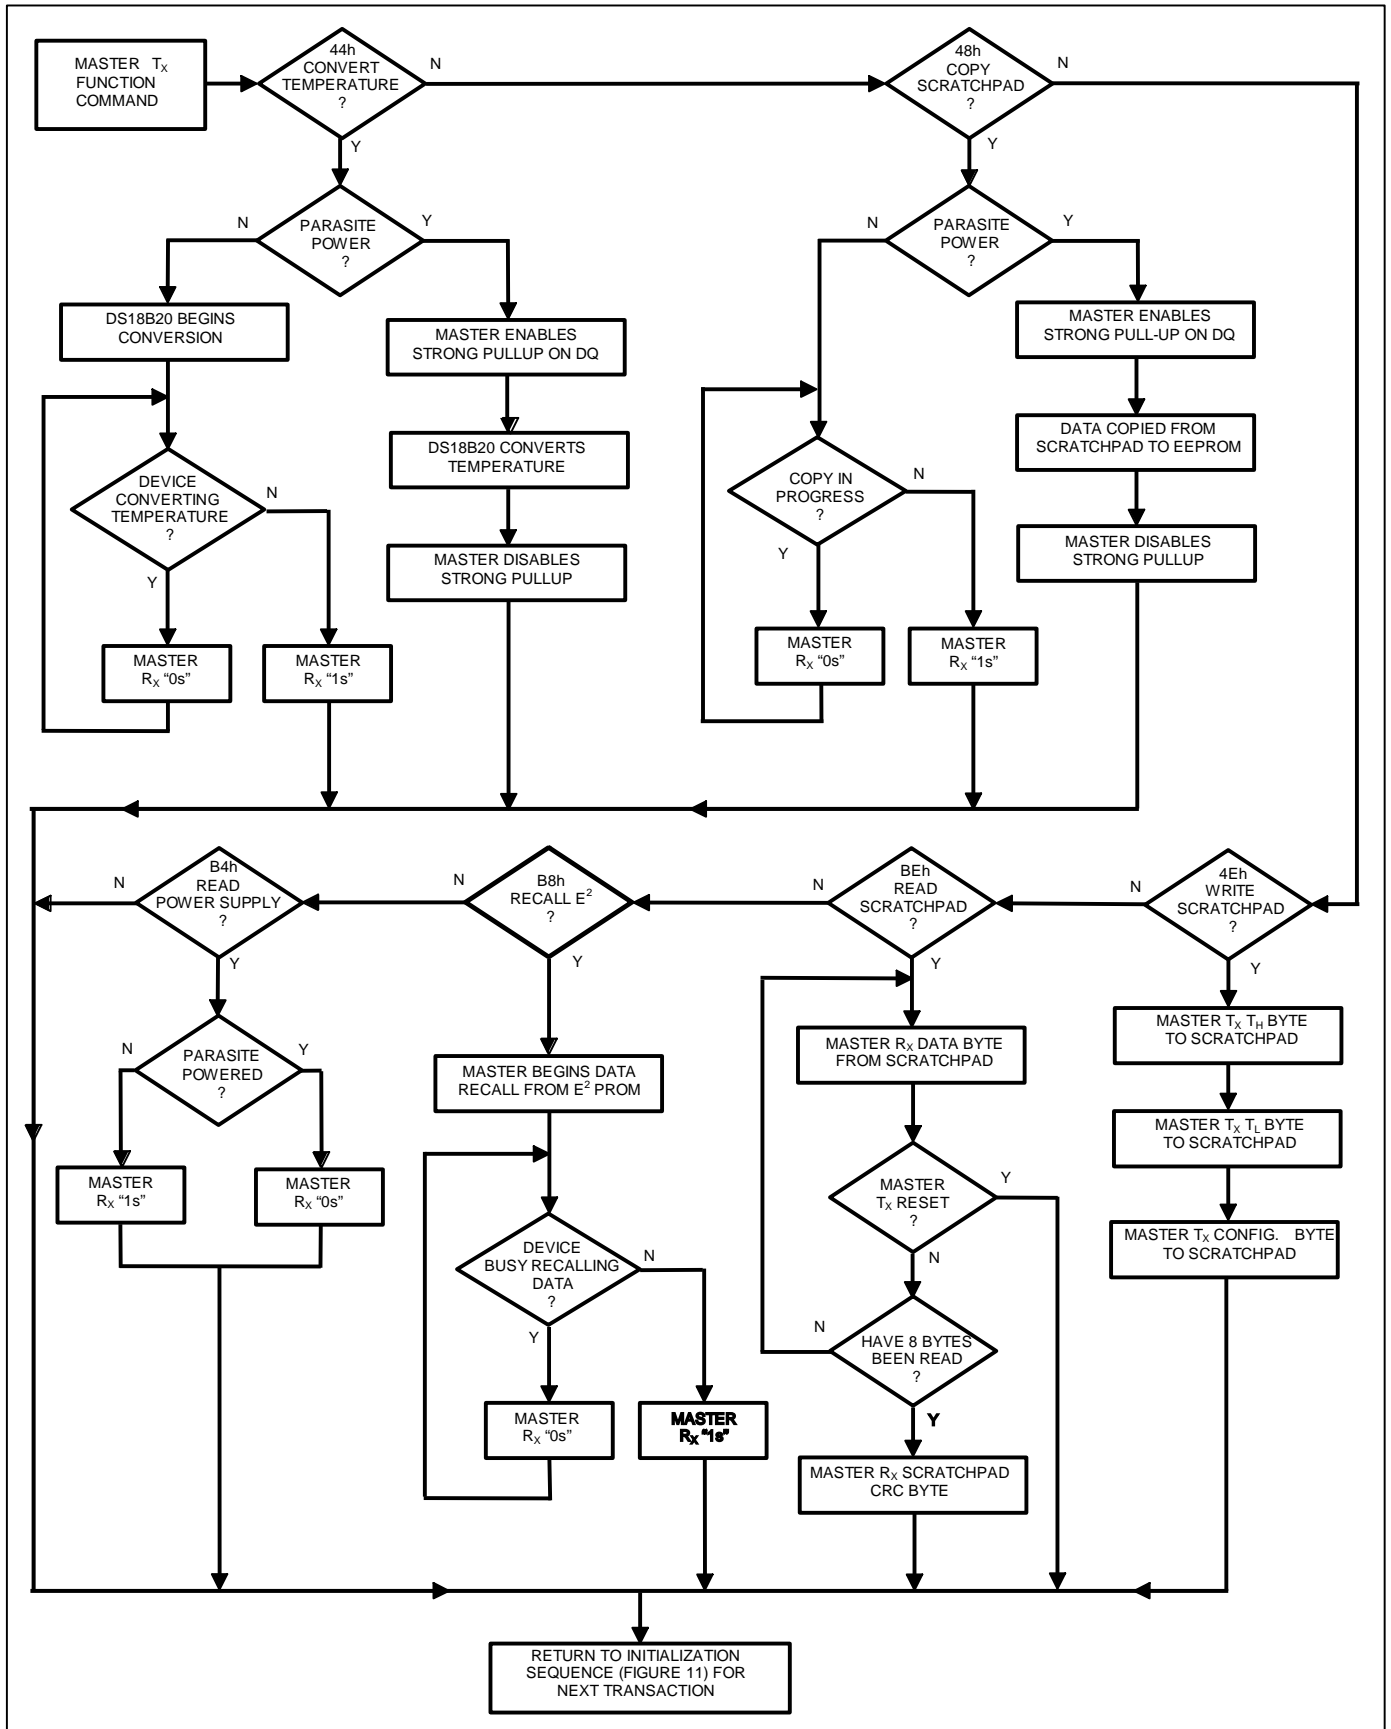 MASTER TX
FUNCTION
COMMAND
44h
CONVERT
TEMPERATURE
?
N
Y
48h
COPY
SCRATCHPAD
?
N
Y
PARASITE
POWER
?
N
Y
PARASITE
POWER
?
N
Y
DS18B20 BEGINS
CONVERSION
MASTER ENABLES
STRONG PULLUP ON DQ
MASTER ENABLES
STRONG PULL-UP ON DQ
DS18B20 CONVERTS
TEMPERATURE
DATA COPIED FROM
SCRATCHPAD TO EEPROM
DEVICE
CONVERTING
TEMPERATURE
?
N
Y
COPY IN
PROGRESS
?
N
Y
MASTER DISABLES
STRONG PULLUP
MASTER DISABLES
STRONG PULLUP
MASTER
RX “0s”
MASTER
RX “1s”
MASTER
RX “0s”
MASTER
RX “1s”
B4h
READ
POWER SUPPLY
?
N
Y
B8h
RECALL E²
?
N
Y
BEh
READ
SCRATCHPAD
?
N
Y
4Eh
WRITE
SCRATCHPAD
?
N
Y
PARASITE
POWERED
?
N
Y
MASTER
RX “1s”
MASTER
RX “0s”
MASTER BEGINS DATA
RECALL FROM E² PROM
DEVICE
BUSY RECALLING
DATA
?
N
Y
MASTER
RX “0s”
MASTER
RX “1s”
MASTER RX DATA BYTE
FROM SCRATCHPAD
MASTER
TX RESET
?
Y
N
HAVE 8 BYTES
BEEN READ
?
N
Y
MASTER RX SCRATCHPAD
CRC BYTE
MASTER TX TH BYTE
TO SCRATCHPAD
MASTER TX TL BYTE
TO SCRATCHPAD
MASTER TX CONFIG. BYTE
TO SCRATCHPAD
RETURN TO INITIALIZATION
SEQUENCE (FIGURE 11) FOR
NEXT TRANSACTION